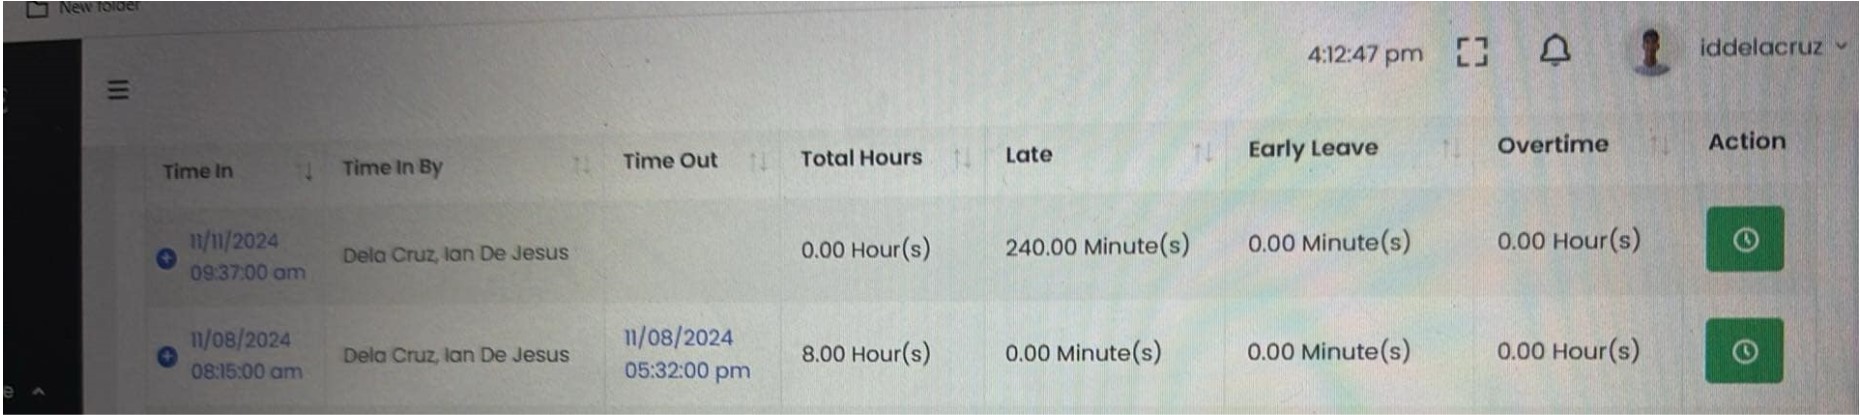 New folder
4:12:47 pm
iddelacruz
Time In
Time In By
Time Out
Total Hours
Late
Early Leave
Overtime
Action
11/11/2024
09:37:00 am
Dela Cruz, Ian De Jesus
0.00 Hour(s)
240.00 Minute(s)
0.00 Minute(s)
0.00 Hour(s)
11/08/2024
08:15:00 am
Dela Cruz, Ian De Jesus
11/08/2024
05:32:00 pm
8.00 Hour(s)
0.00 Minute(s)
0.00 Minute(s)
0.00 Hour(s)